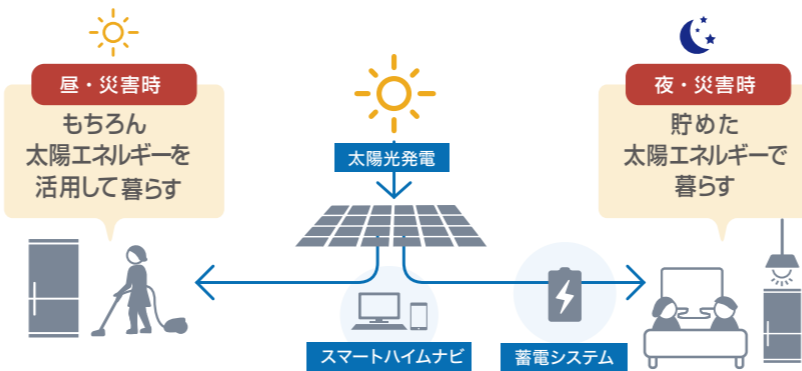 昼・災害時
もちろん
太陽エネルギーを
活用して暮らす
太陽光発電
夜・災害時
貯めた
太陽エネルギーで
暮らす
スマートハイムナビ
蓄電システム